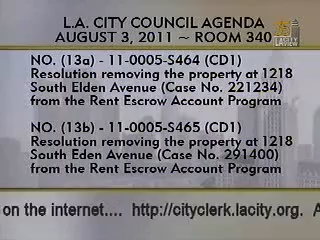 L.A. CITY COUNCIL AGENDA
AUGUST 3, 2011 ~ ROOM 340
NO. (13a) - 11-0005-S464 (CD1)
Resolution removing the property at 1218
South Elden Avenue (Case No. 221234)
from the Rent Escrow Account Program
NO. (13b) - 11-0005-S465 (CD1)
Resolution removing the property at 1218
South Eden Avenue (Case No. 291400)
from the Rent Escrow Account Program
on the internet.... http://cityclerk.lacity.org. A